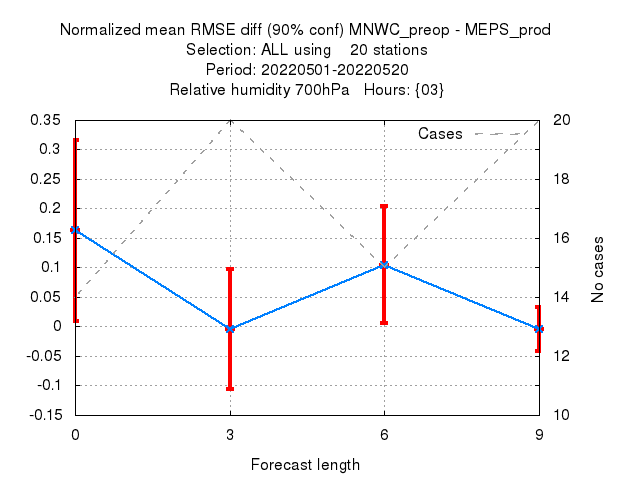 Normalized mean RMSE diff (90% conf) MNWC_preop - MEPS_prod
Selection: ALL using    20 stations
Period: 20220501-20220520
Relative humidity 700hPa   Hours: {03}
Cases
0.35
0.3
0.25
0.2
0.15
0.1
0.05
0
-0.05
-0.1
-0.15
20
18
16
14
12
10
No cases
0 3 6 9
Forecast length